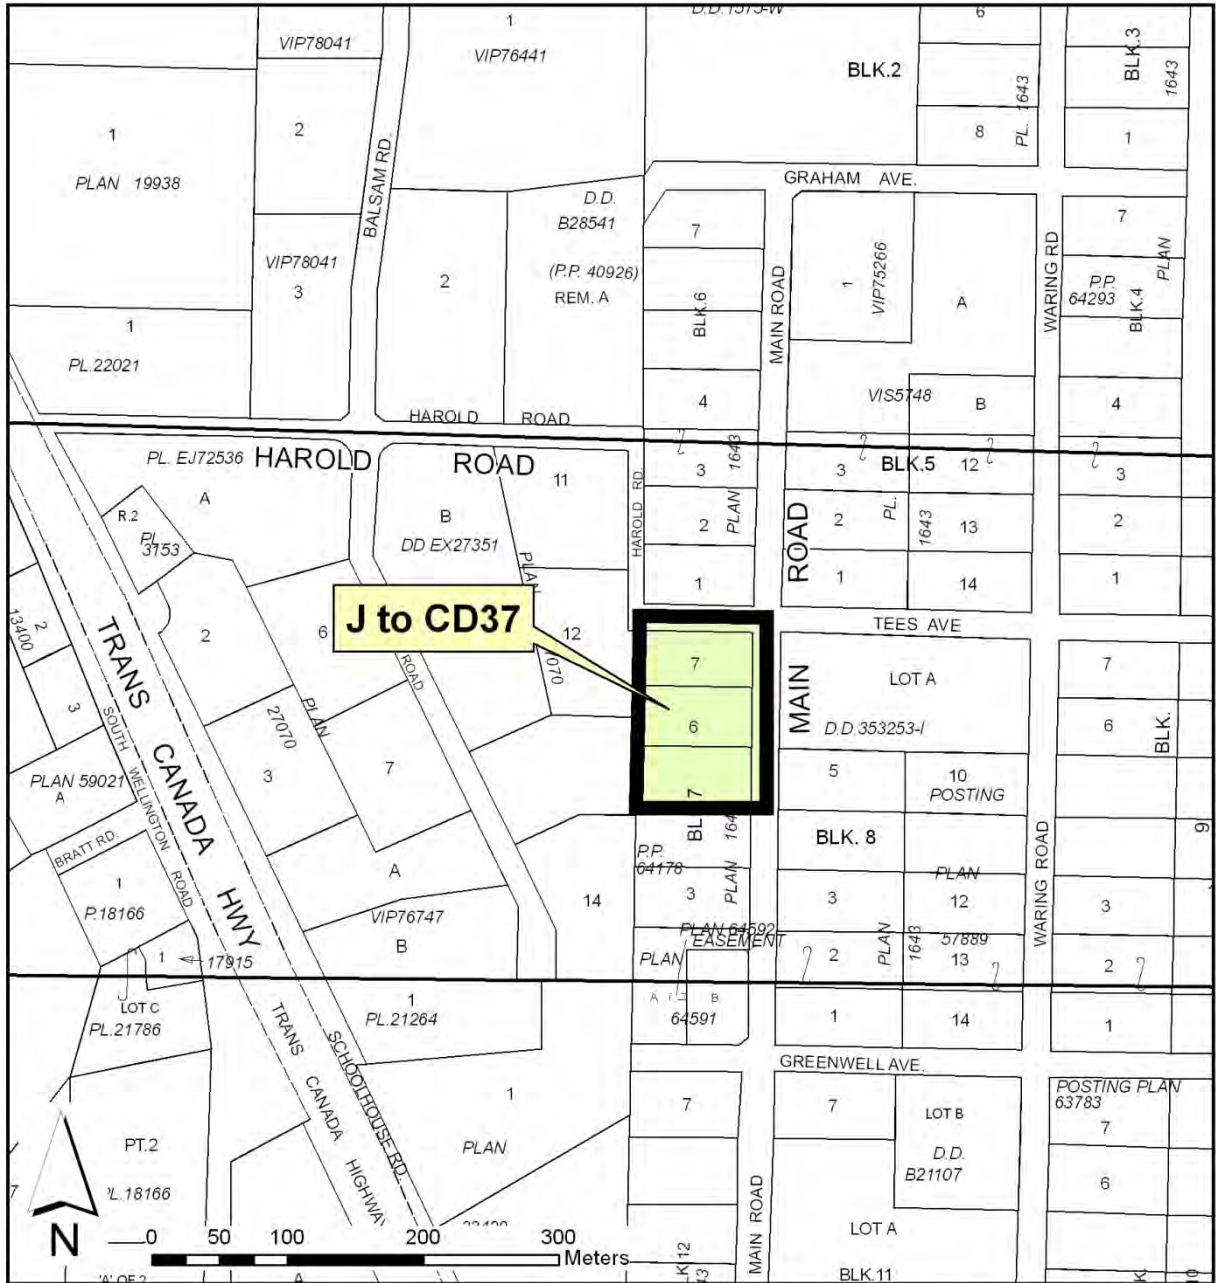 1
D.D.1575-W
6
VIP78041
VIP76441
BLK.3
BLK.2
1643
1643
2
1
BALSAM RD.
8
PL.
1
PLAN 19938
GRAHAM AVE.
D.D.
B28541
7
7
VIP78041
3
2
(P.P. 40926)
REM. A
BLK.6
MAIN ROAD
1
VIP75266
A
WARING RD
PLAN
P.P.
64293
BLK.4
1
PL.22021
4
VIS5748
B
4
HAROLD ROAD
PL. EJ72536
HAROLD ROAD
1643
3
3
BLK.5
12
3
11
A
R.2
PL.
3153
B
DD EX27351
HAROLD RD.
2
PLAN
ROAD
2
PL.
1643
13
2
PLAN
1
1
14
1
J to CD37
TEES AVE
2
13400
TRANS
2
6
12
7
LOT A
7
ROAD
1070
MAIN
3
SOUTH WELLINGTON ROAD
27070
PLAN
6
D.D.353253-I
6
BLK.
CANADA
3
7
5
10
POSTING
PLAN 59021
A
7
BL
164
BLK. 8
9
BRATT RD.
P.P.
64178
WARING ROAD
1
A
PLAN
PLAN
P.18166
HWY
VIP76747
14
3
3
12
3
B
PLAN 64592
EASEMENT
PLAN
1643
57889
1
17915
PLAN
2
13
2
LOT C
PL.21786
1
PL.21264
A
B
64591
1
14
1
TRANS
SCHOOLHOUSE RD.
GREENWELL AVE.
1
POSTING PLAN
63783
CANADA
7
7
LOT B
7
PT.2
PLAN
D.D.
B21107
HIGHWAY
6
7
'L.18166
MAIN ROAD
LOT A
N
0 50 100 200 300
Meters
K 12
43
BLK.11
K
10
'A' OF 2
A